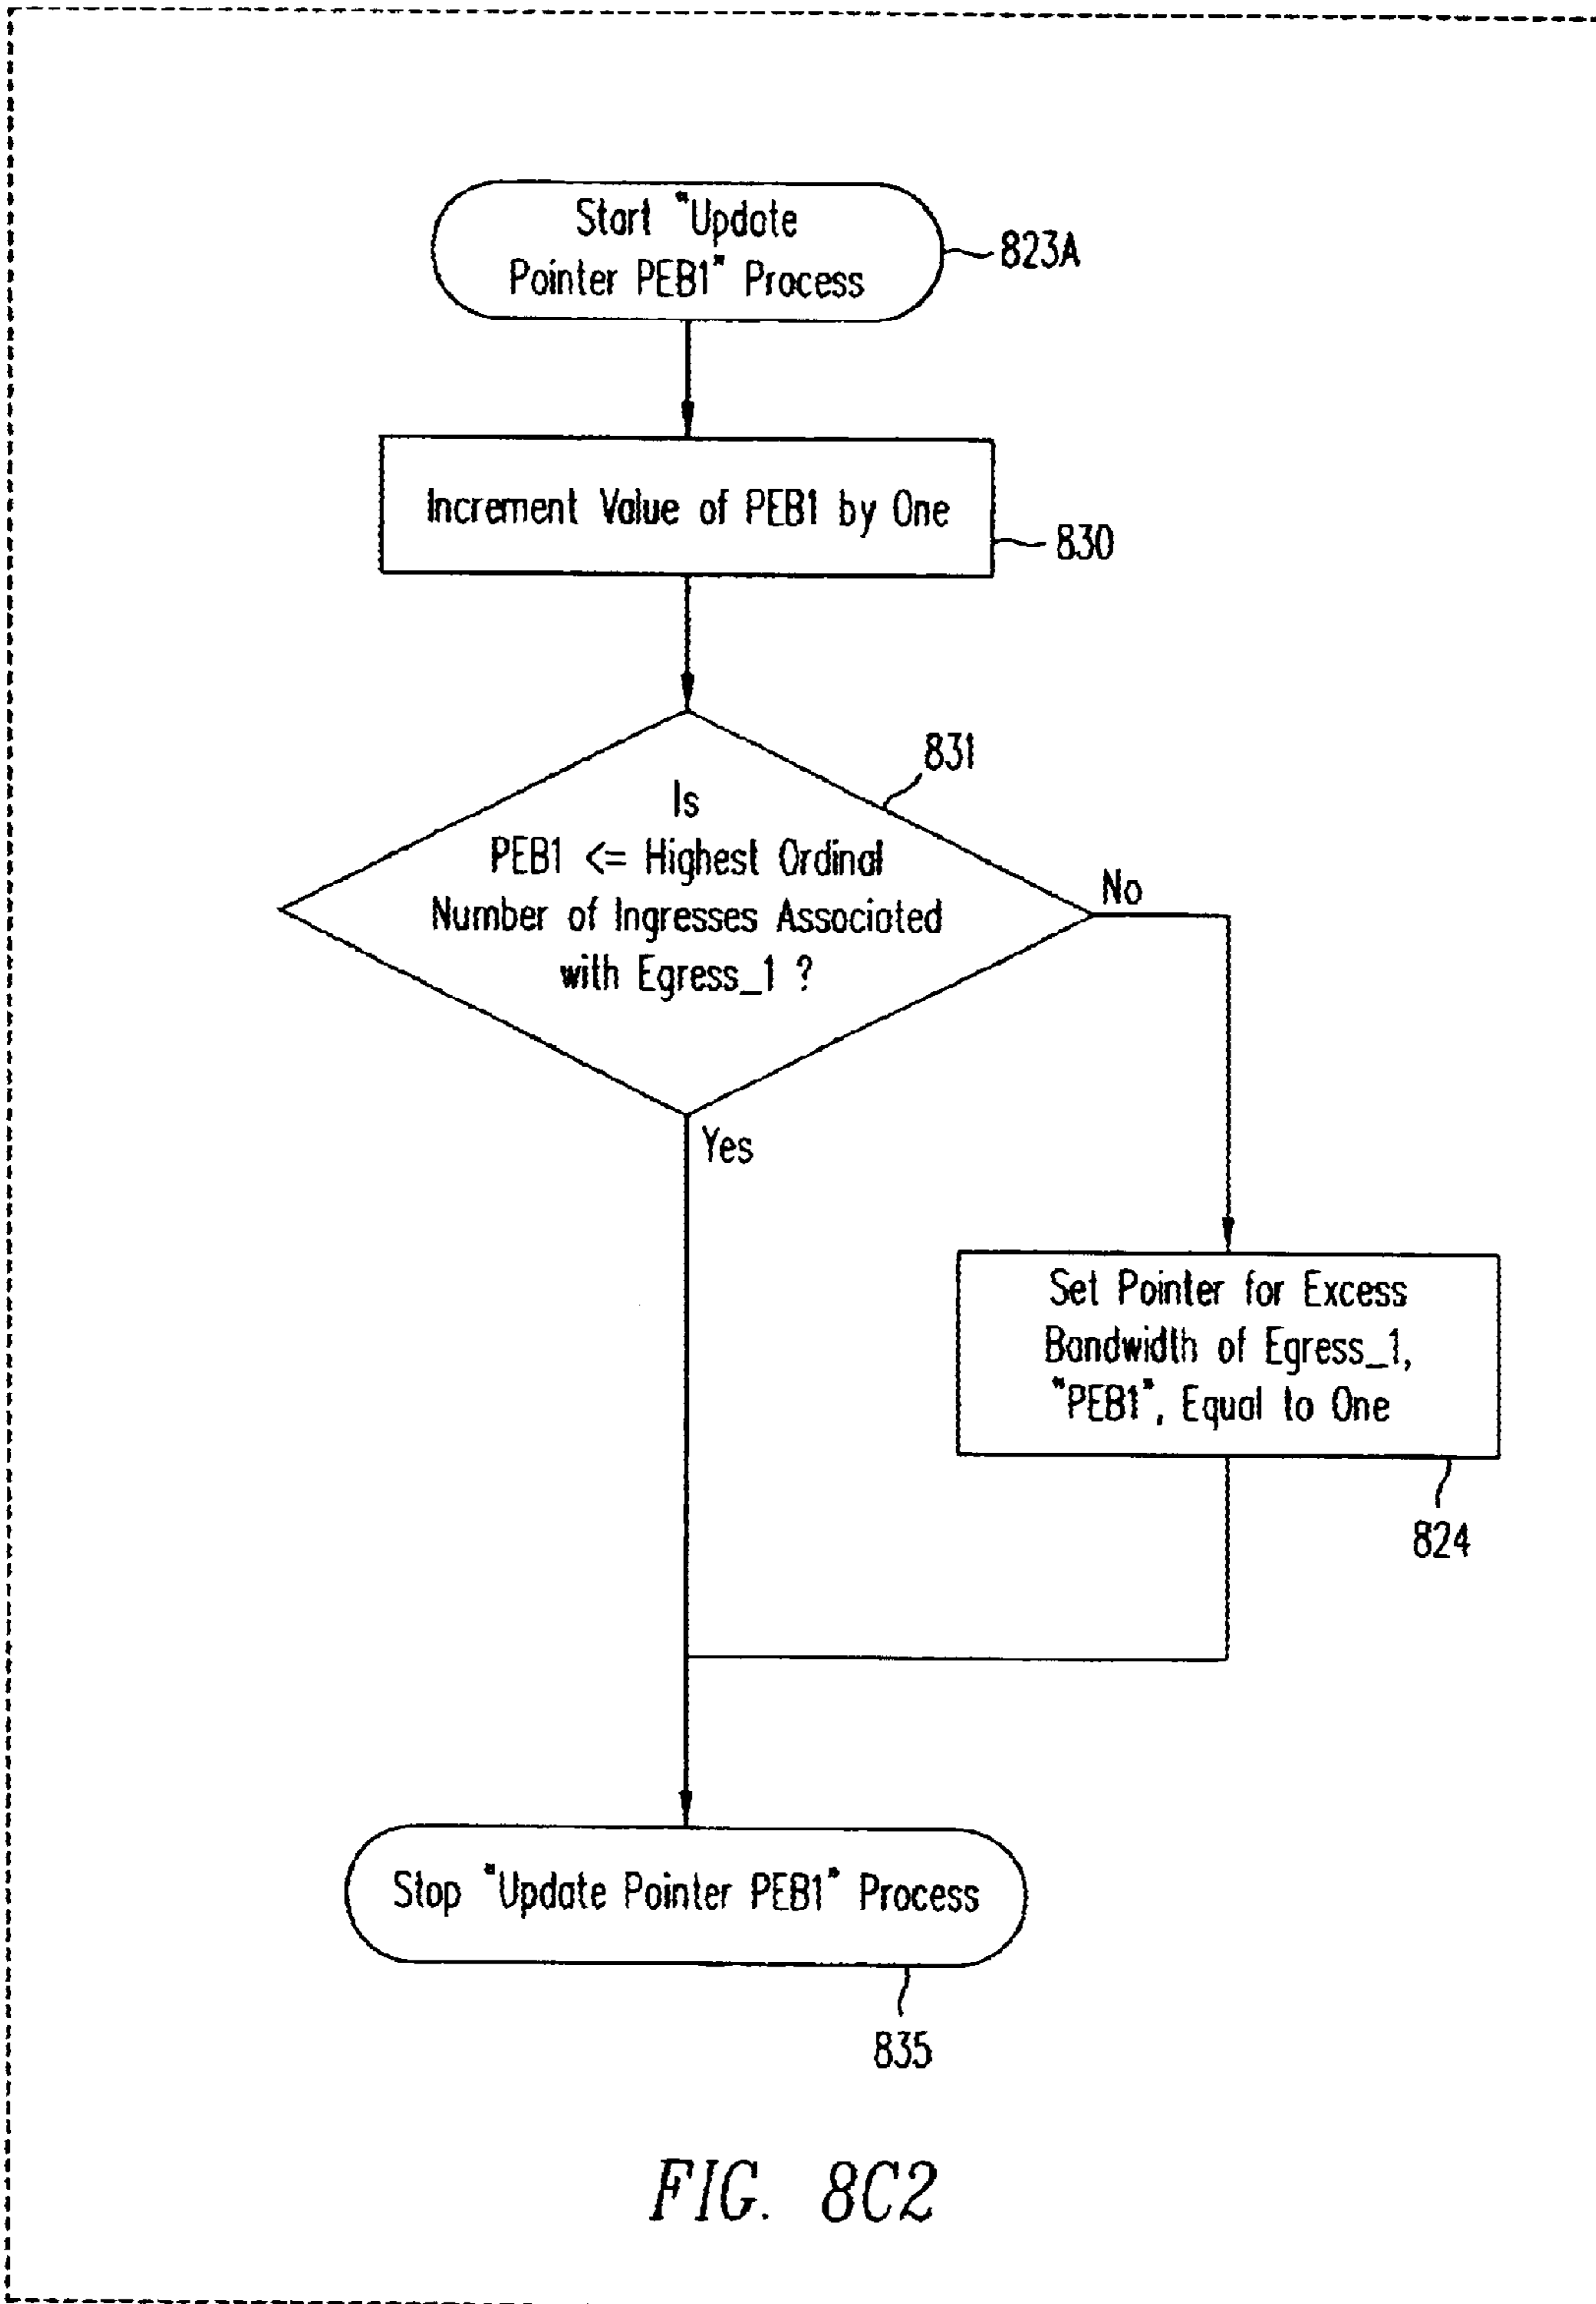 Start "Update
Pointer PEB1" Process
823A
Increment Value of PEB1 by One
830
831
Is
PEB1 <= Highest Ordinal
Number of Ingresses Associated
with Egress_1 ?
No
Yes
Set Pointer for Excess
Bandwidth of Egress_1,
"PEB1", Equal to One
824
Stop "Update Pointer PEB1" Process
835
FIG. 8C2